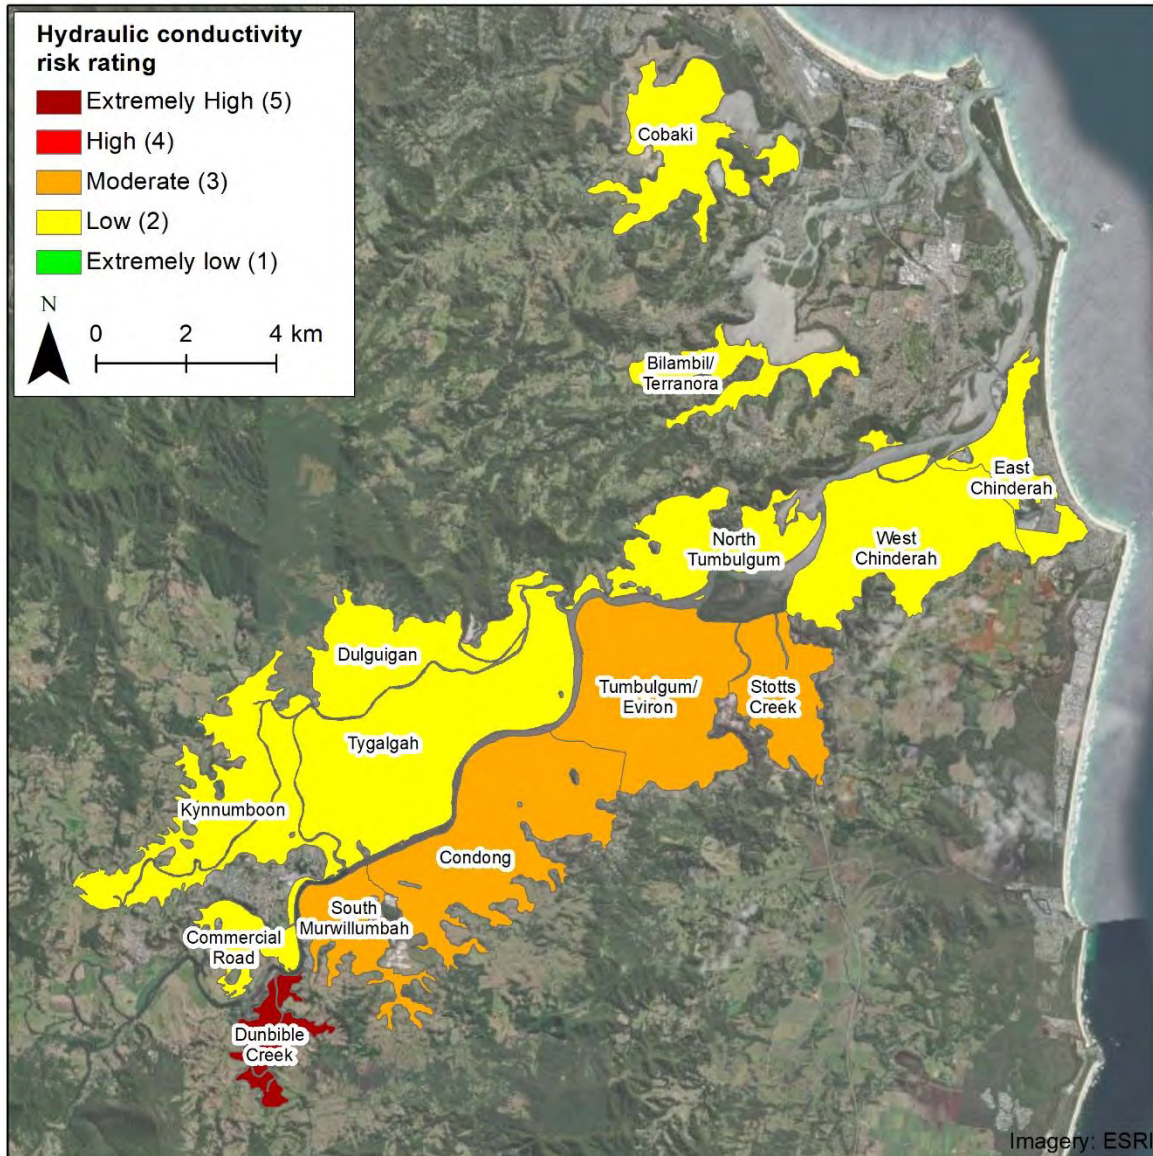 Hydraulic conductivity
risk rating
Extremely High (5)
High (4)
Moderate (3)
Low (2)
Extremely low (1)
N
0 2 4 km
Cobaki
Bilambil/
Terranora
East
Chinderah
West
Chinderah
North
Tumbulgum
Dulguigan
Tumbulgum/
Eviron
Stotts
Creek
Tygalgah
Kynnumboon
Condong
South
Murwillumbah
Commercial
Road
Dunbible
Creek
Imagery: ESRI